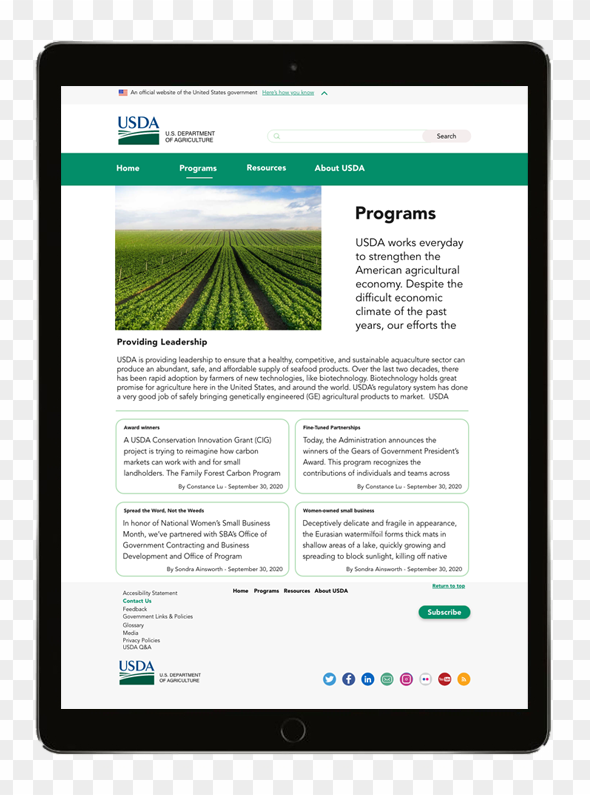 An official website of the United States government Here's how you know
USDA
U.S. DEPARTMENT
OF AGRICULTURE
Search
Home Programs Resources About USDA
Programs
USDA works everyday
to strengthen the
American agricultural
economy. Despite the
difficult economic
climate of the past
years, our efforts the
Providing Leadership
USDA is providing leadership to ensure that a healthy, competitive, and sustainable aquaculture sector can
produce an abundant, safe, and affordable supply of seafood products. Over the last two decades, there
has been rapid adoption by farmers of new technologies, like biotechnology. Biotechnology holds great
promise for agriculture here in the United States, and around the world. USDA's regulatory system has done
a very good job of safely bringing genetically engineered (GE) agricultural products to market. USDA
Award winners
A USDA Conservation Innovation Grant (CIG)
project is trying to reimagine how carbon
markets can work with and for small
landholders. The Family Forest Carbon Program
By Constance Lu - September 30, 2020
Fine-Tuned Partnerships
Today, the Administration announces the
winners of the Gears of Government President's
Award. This program recognizes the
contributions of individuals and teams across
By Constance Lu - September 30, 2020
Spread the Word, Not the Weeds
In honor of National Women's Small Business
Month, we've partnered with SBA's Office of
Government Contracting and Business
Development and Office of Program
By Sondra Ainsworth - September 30, 2020
Women-owned small business
Deceptively delicate and fragile in appearance,
the Eurasian watermilfoil forms thick mats in
shallow areas of a lake, quickly growing and
spreading to block sunlight, killing off native
By Sondra Ainsworth - September 30, 2020
Accesibility Statement
Contact Us
Feedback
Government Links & Policies
Glossary
Media
Privacy Policies
USDA Q&A
Home Programs Resources About USDA
Return to top
Subscribe
USDA
U.S. DEPARTMENT
OF AGRICULTURE